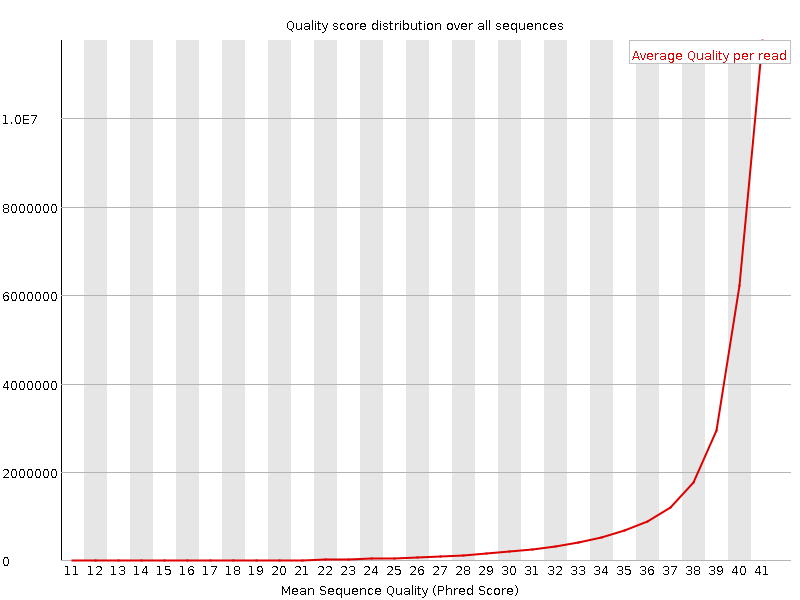 Quality score distribution over all sequences
Average Quality per read
1.0E7
8000000
6000000
4000000
2000000
0
11 12 13 14 15 16 17 18 19 20 21 22 23 24 25 26 27 28 29 30 31 32 33 34 35 36 37 38 39 40 41
Mean Sequence Quality (Phred Score)